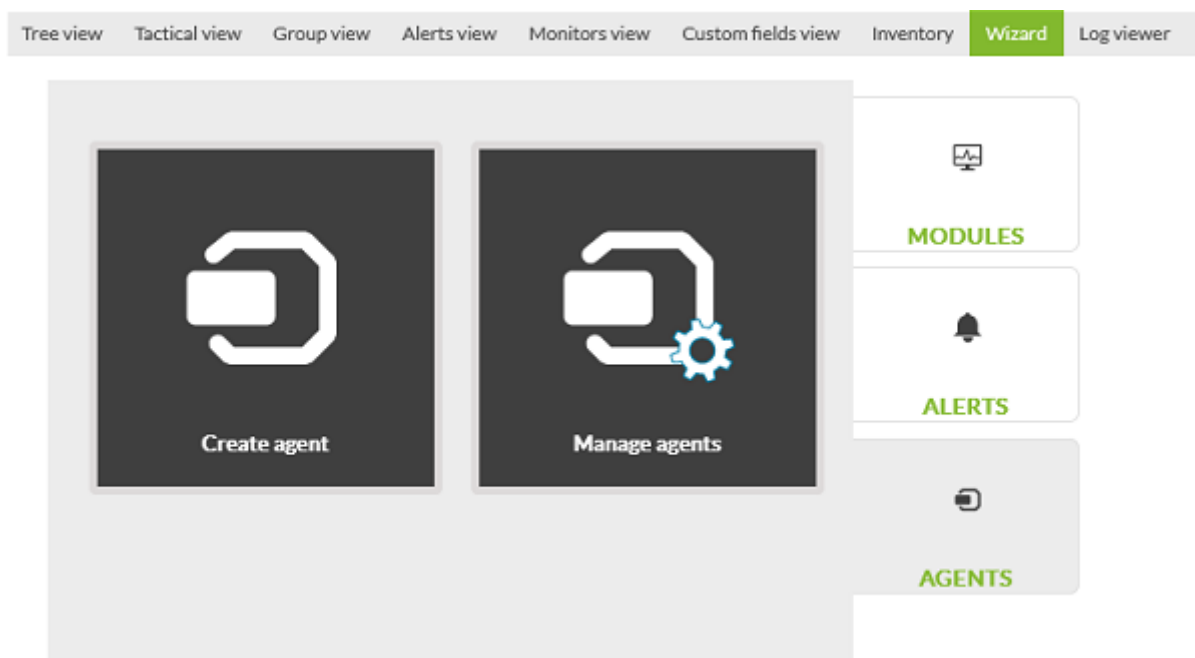 Tree view Tactical view Group view Alerts view Monitors view Custom fields view Inventory Wizard Log viewer
MODULES
ALERTS
Create agent Manage agents
AGENTS